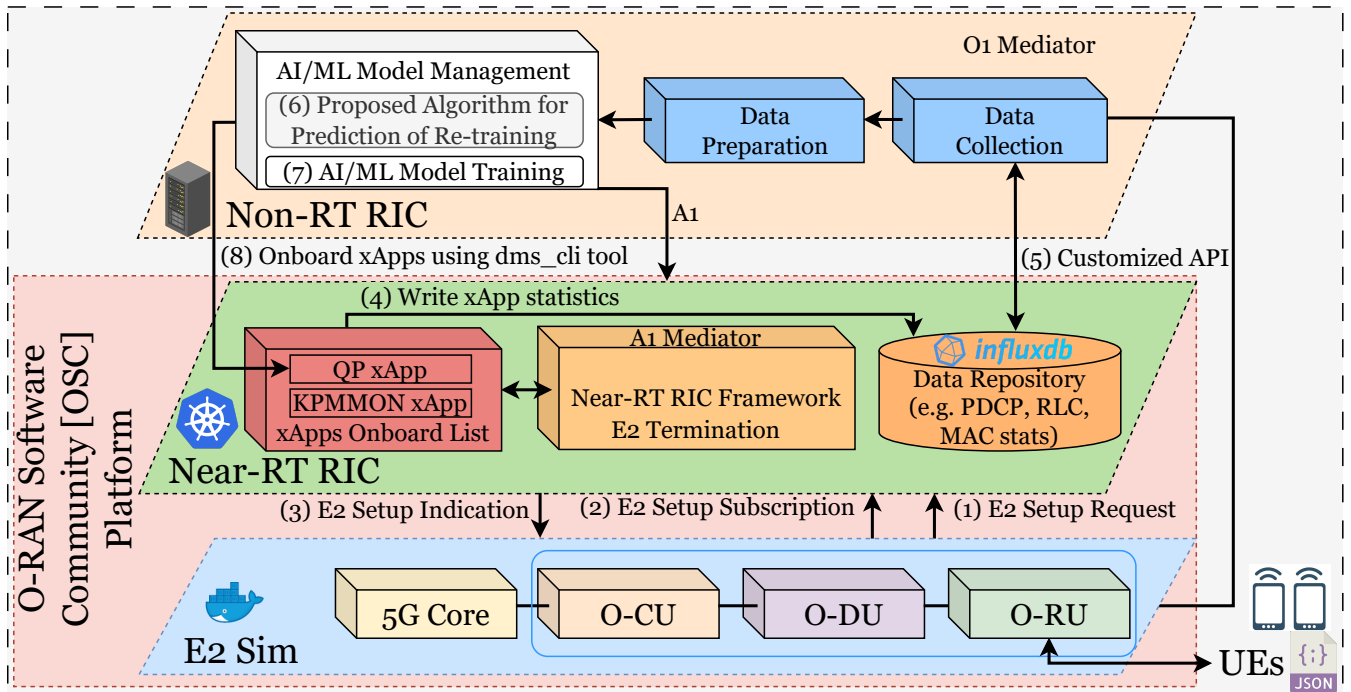 O1 Mediator
AI/ML Model Management
(6) Proposed Algorithm for
Prediction of Re-training
(7) AI/ML Model Training
Data
Preparation
Data
Collection
Non-RT RIC
A1
(8) Onboard xApps using dms_cli tool
(5) Customized API
(4) Write xApp statistics
QP xApp
KPMMON xApp
xApps Onboard List
A1 Mediator
Near-RT RIC Framework
E2 Termination
influxdb
Data Repository
(e.g. PDCP, RLC,
MAC stats)
Near-RT RIC
O-RAN Software
Community [OSC]
Platform
(3) E2 Setup Indication
(2) E2 Setup Subscription
(1) E2 Setup Request
5G Core
O-CU
O-DU
O-RU
E2 Sim
UEs
{;}
JSON